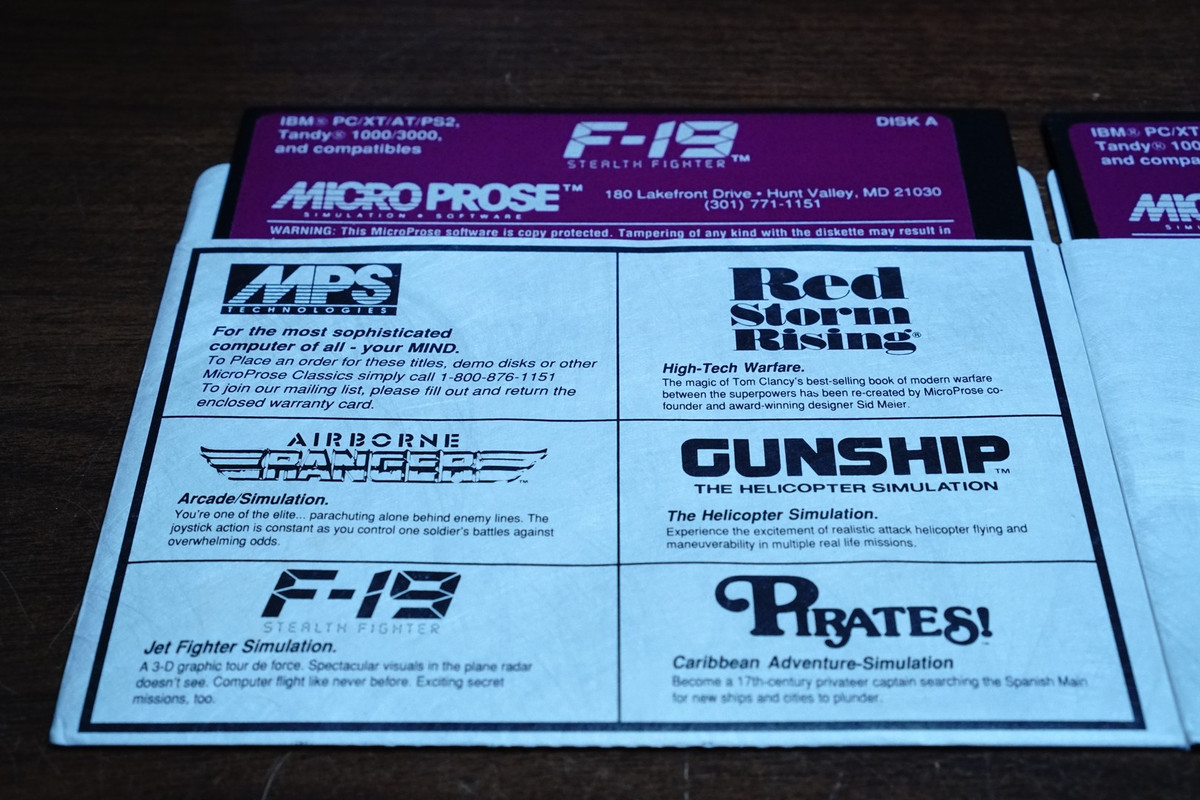 IBM® PC/XT/AT/PS2,
Tandy® 1000/3000,
and compatibles
F-19
STEALTH FIGHTER™
DISK A
MICRO PROSE™
SIMULATION • SOFTWARE
180 Lakefront Drive • Hunt Valley, MD 21030
(301) 771-1151
WARNING: This MicroProse software is copy protected. Tampering of any kind with the diskette may result in
MPS
TECHNOLOGIES
For the most sophisticated
computer of all - your MIND.
To Place an order for these titles, demo disks or other
MicroProse Classics simply call 1-800-876-1151
To join our mailing list, please fill out and return the
enclosed warranty card.
Red
Storm
Rising®
High-Tech Warfare.
The magic of Tom Clancy's best-selling book of modern warfare
between the superpowers has been re-created by MicroProse co-
founder and award-winning designer Sid Meier.
AIRBORNE
RANGER™
Arcade/Simulation.
You're one of the elite... parachuting alone behind enemy lines. The
joystick action is constant as you control one soldier's battles against
overwhelming odds.
GUNSHIP™
THE HELICOPTER SIMULATION
The Helicopter Simulation.
Experience the excitement of realistic attack helicopter flying and
maneuverability in multiple real life missions.
F-19
STEALTH FIGHTER
Jet Fighter Simulation.
A 3-D graphic tour de force. Spectacular visuals in the plane radar
doesn't see. Computer flight like never before. Exciting secret
missions, too.
PIRATES!
Caribbean Adventure-Simulation
Become a 17th-century privateer captain searching the Spanish Main
for new ships and cities to plunder.
IBM® PC/XT
Tandy® 100
and compa